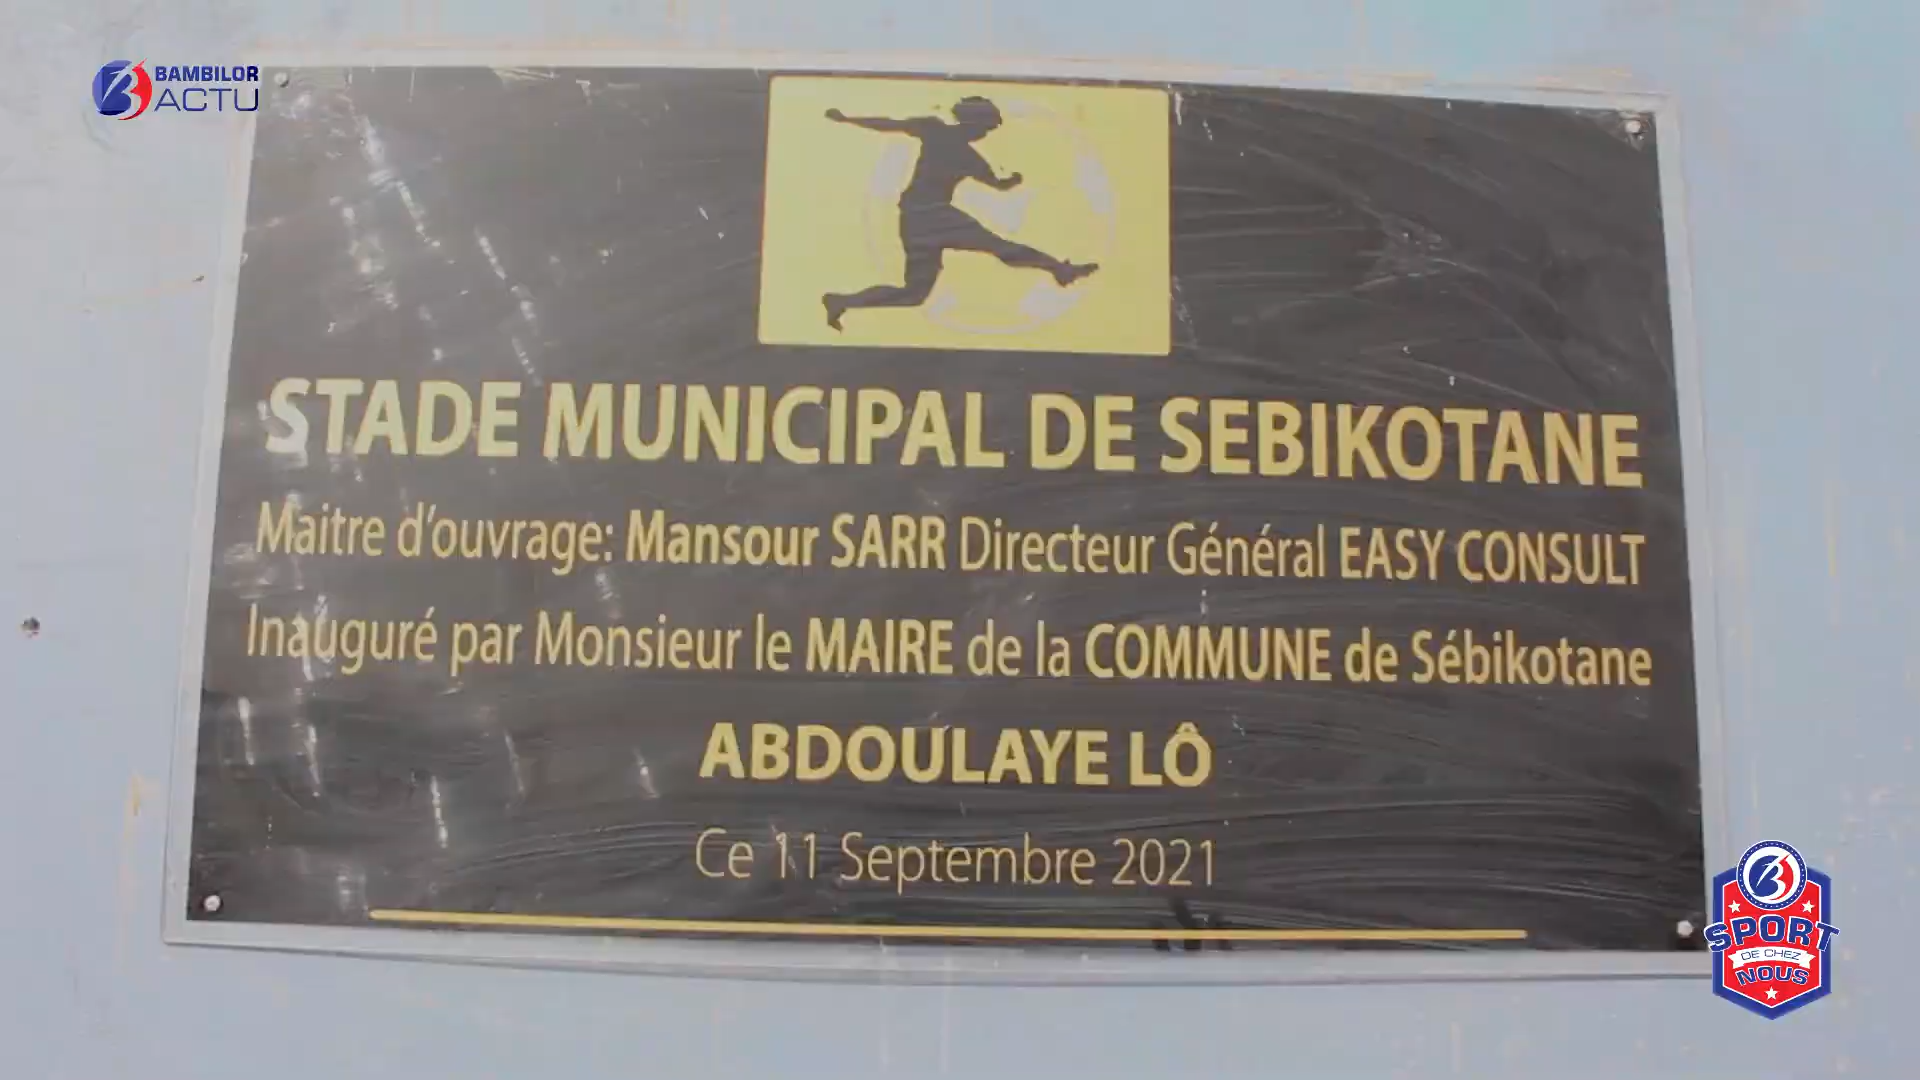 BAMBILOR
ACTU
STADE MUNICIPAL DE SEBIKOTANE
Maitre d'ouvrage: Mansour SARR Directeur Général EASY CONSULT
Inauguré par Monsieur le MAIRE de la COMMUNE de Sébikotane
ABDOULAYE LÔ
Ce 11 Septembre 2021
SPORT
DE CHEZ
NOUS